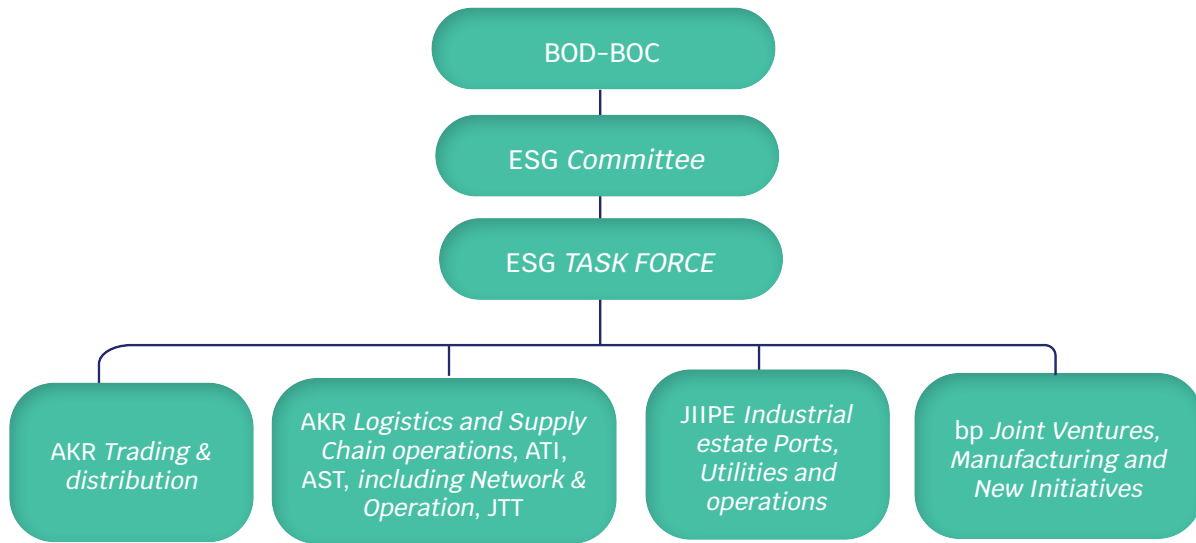 BOD-BOC
ESG Committee
ESG TASK FORCE
AKR Trading &
distribution
AKR Logistics and Supply
Chain operations, ATI,
AST, including Network &
Operation, JTT
JIIPE Industrial
estate Ports,
Utilities and
operations
bp Joint Ventures,
Manufacturing and
New Initiatives